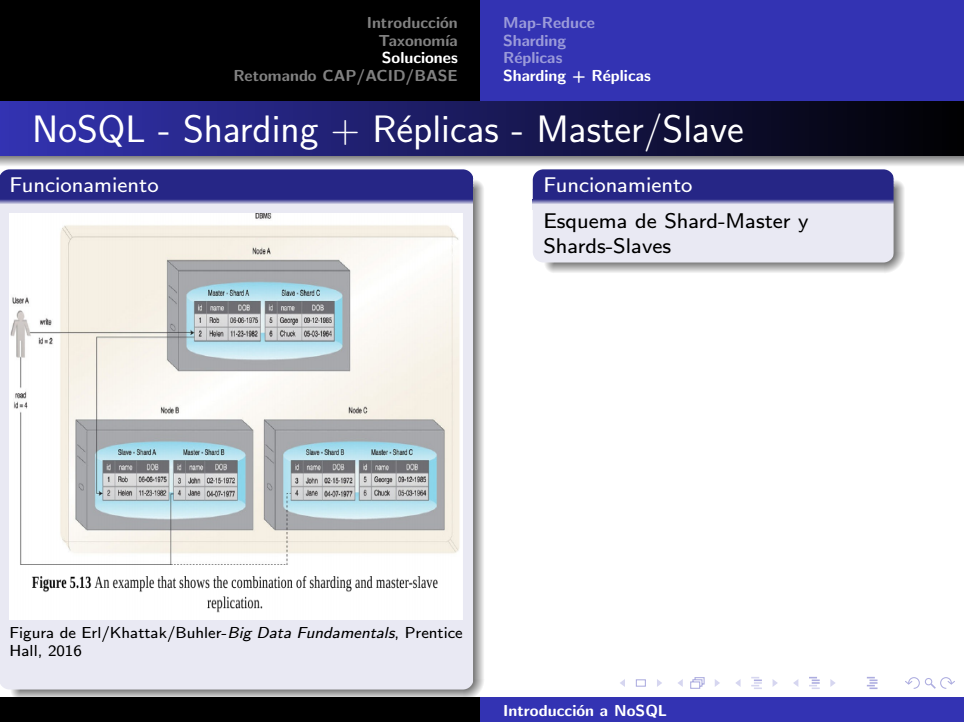 Introducción
Taxonomía
Soluciones
Retomando CAP/ACID/BASE
Map-Reduce
Sharding
Réplicas
Sharding + Réplicas
NoSQL - Sharding + Réplicas - Master/Slave
Funcionamiento
DBMS
Node A
Master - Shard A
id name DOB
1 Rob 06-06-1975
2 Helen 11-23-1982
Slave - Shard C
id name DOB
5 George 09-12-1985
6 Chuck 05-03-1964
User A
write
id = 2
read
id = 4
Node B
Slave - Shard A
id name DOB
1 Rob 06-06-1975
2 Helen 11-23-1982
Master - Shard B
id name DOB
3 John 02-15-1972
4 Jane 04-07-1977
Node C
Slave - Shard B
id name DOB
3 John 02-15-1972
4 Jane 04-07-1977
Master - Shard C
id name DOB
5 George 09-12-1985
6 Chuck 05-03-1964
Figure 5.13 An example that shows the combination of sharding and master-slave
replication.
Figura de Erl/Khattak/Buhler-Big Data Fundamentals, Prentice
Hall, 2016
Funcionamiento
Esquema de Shard-Master y
Shards-Slaves
Introducción a NoSQL